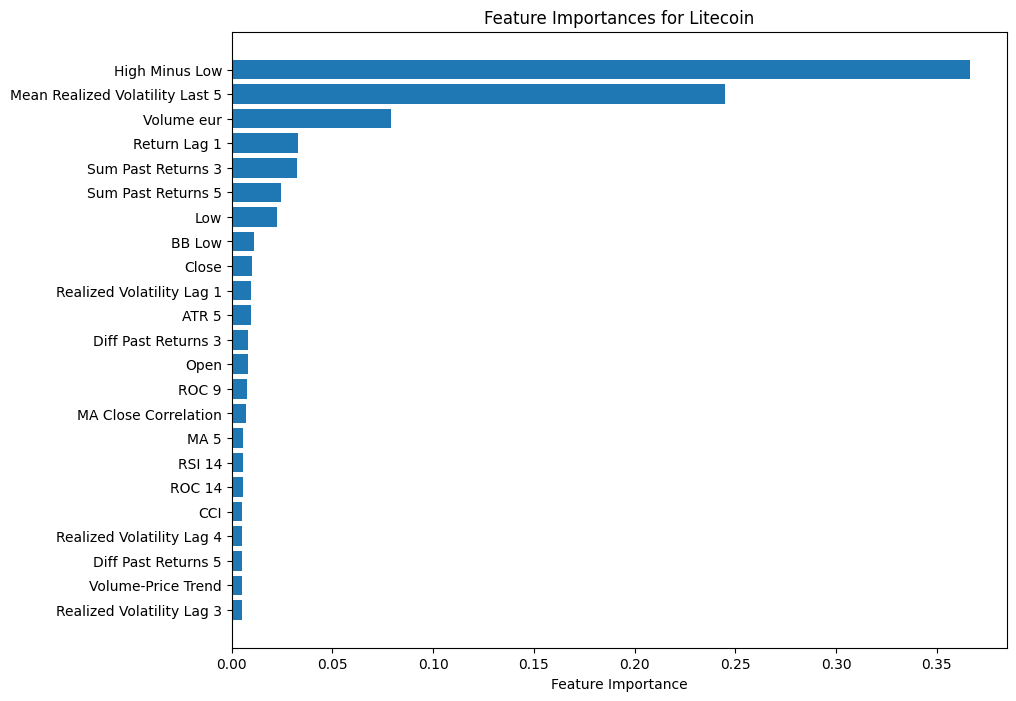 Feature Importances for Litecoin
High Minus Low
Mean Realized Volatility Last 5
Volume eur
Return Lag 1
Sum Past Returns 3
Sum Past Returns 5
Low
BB Low
Close
Realized Volatility Lag 1
ATR 5
Diff Past Returns 3
Open
ROC 9
MA Close Correlation
MA 5
RSI 14
ROC 14
CCI
Realized Volatility Lag 4
Diff Past Returns 5
Volume-Price Trend
Realized Volatility Lag 3
0.00 0.05 0.10 0.15 0.20 0.25 0.30 0.35
Feature Importance